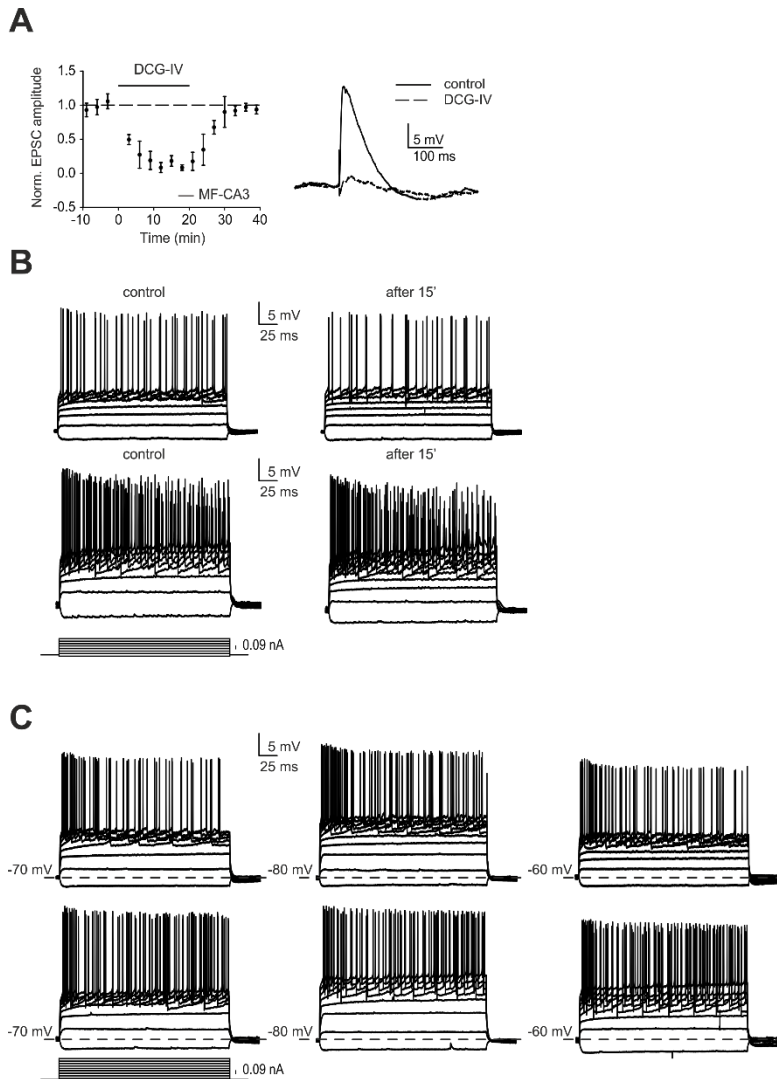 A
DCG-IV
1.5
1.0
0.5
0.0
-0.5
Norm. EPSC amplitude
MF-CA3
-10 0 10 20 30 40
Time (min)
control
DCG-IV
5 mV
100 ms
B
control
5 mV
25 ms
after 15'
control
5 mV
25 ms
after 15'
0.09 nA
C
5 mV
25 ms
-70 mV
-80 mV
-60 mV
-70 mV
-80 mV
-60 mV
0.09 nA